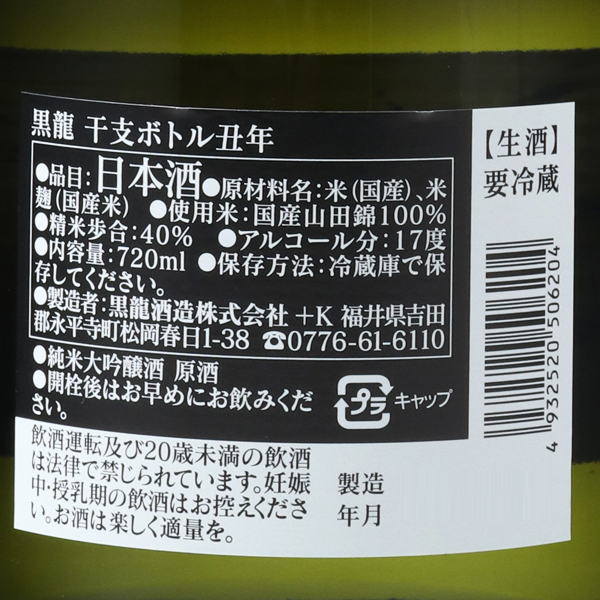 黒龍 干支ボトル丑年
●品目:日本酒●原材料名:米(国産)、米
麹(国産米) ●使用米:国産山田錦100%
●精米歩合:40% ●アルコール分:17度
●内容量:720ml ●保存方法:冷蔵庫で保
存してください。
●製造者:黒龍酒造株式会社 +K 福井県吉田
郡永平寺町松岡春日1-38 ☎0776-61-6110
●純米大吟醸酒 原酒
●開栓後はお早めにお飲みくだ
さい。
プラ キャップ
飲酒運転及び20歳未満の飲酒
は法律で禁じられています。妊娠
中・授乳期の飲酒はお控えくださ
い。お酒は楽しく適量を。
製造
年月
【生酒】
要冷蔵
4 932520 506204